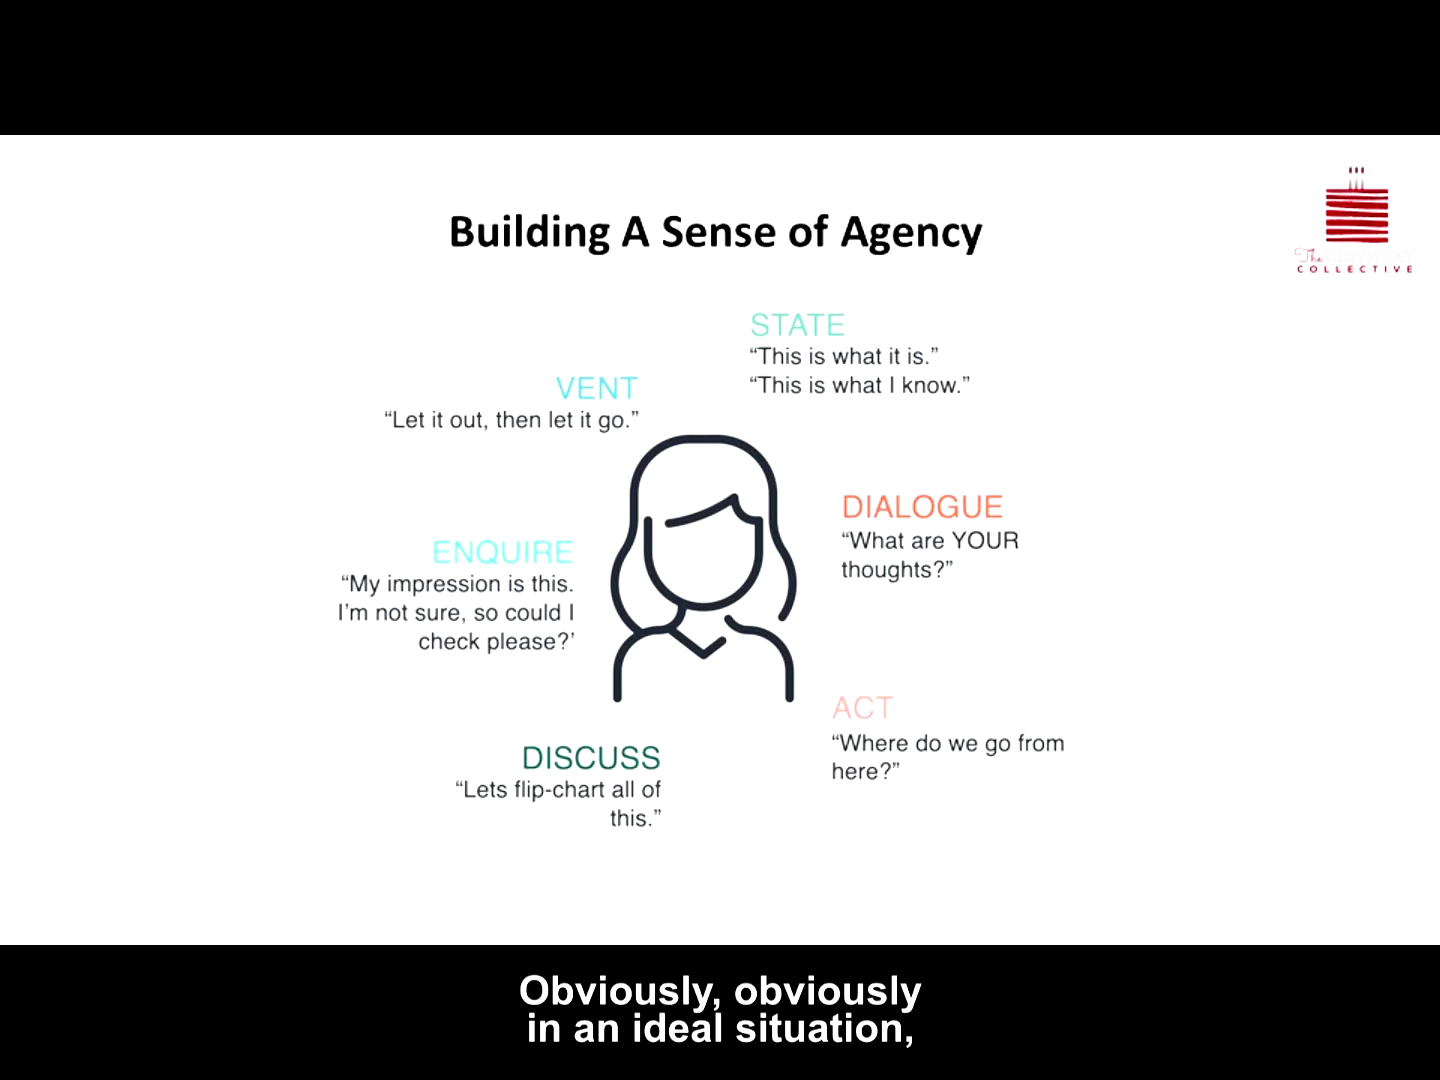 Building A Sense of Agency
The
COLLECTIVE
STATE
“This is what it is.”
“This is what I know.”
VENT
“Let it out, then let it go.”
DIALOGUE
“What are YOUR
thoughts?”
ENQUIRE
“My impression is this.
I’m not sure, so could I
check please?’
ACT
“Where do we go from
here?”
DISCUSS
“Lets flip-chart all of
this.”
Obviously, obviously
in an ideal situation,